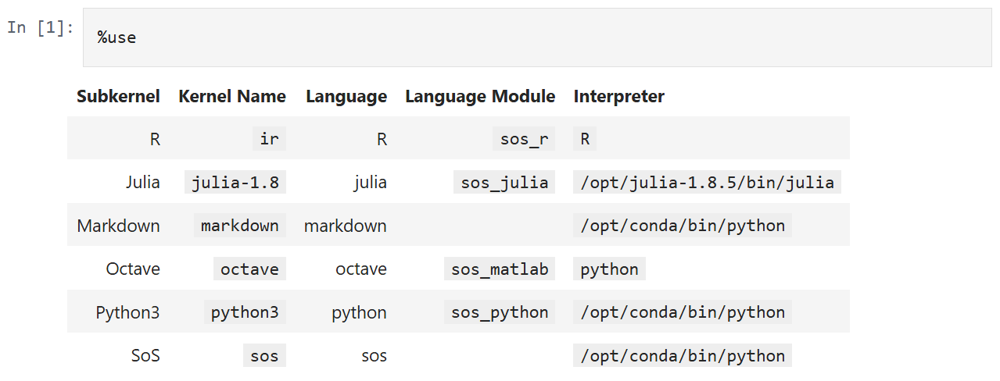 In [1]:
%use
Subkernel Kernel Name Language Language Module Interpreter
R ir R sos_r R
Julia julia-1.8 julia sos_julia /opt/julia-1.8.5/bin/julia
Markdown markdown markdown /opt/conda/bin/python
Octave octave octave sos_matlab python
Python3 python3 python sos_python /opt/conda/bin/python
SoS sos sos /opt/conda/bin/python